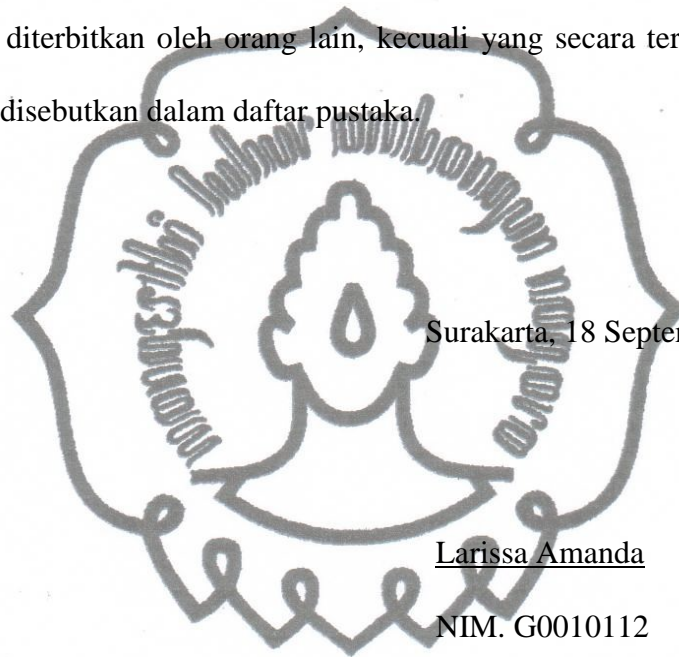 diterbitkan oleh orang lain, kecuali yang secara ter
disebutkan dalam daftar pustaka.
Surakarta, 18 Septe
Larissa Amanda
NIM. G0010112